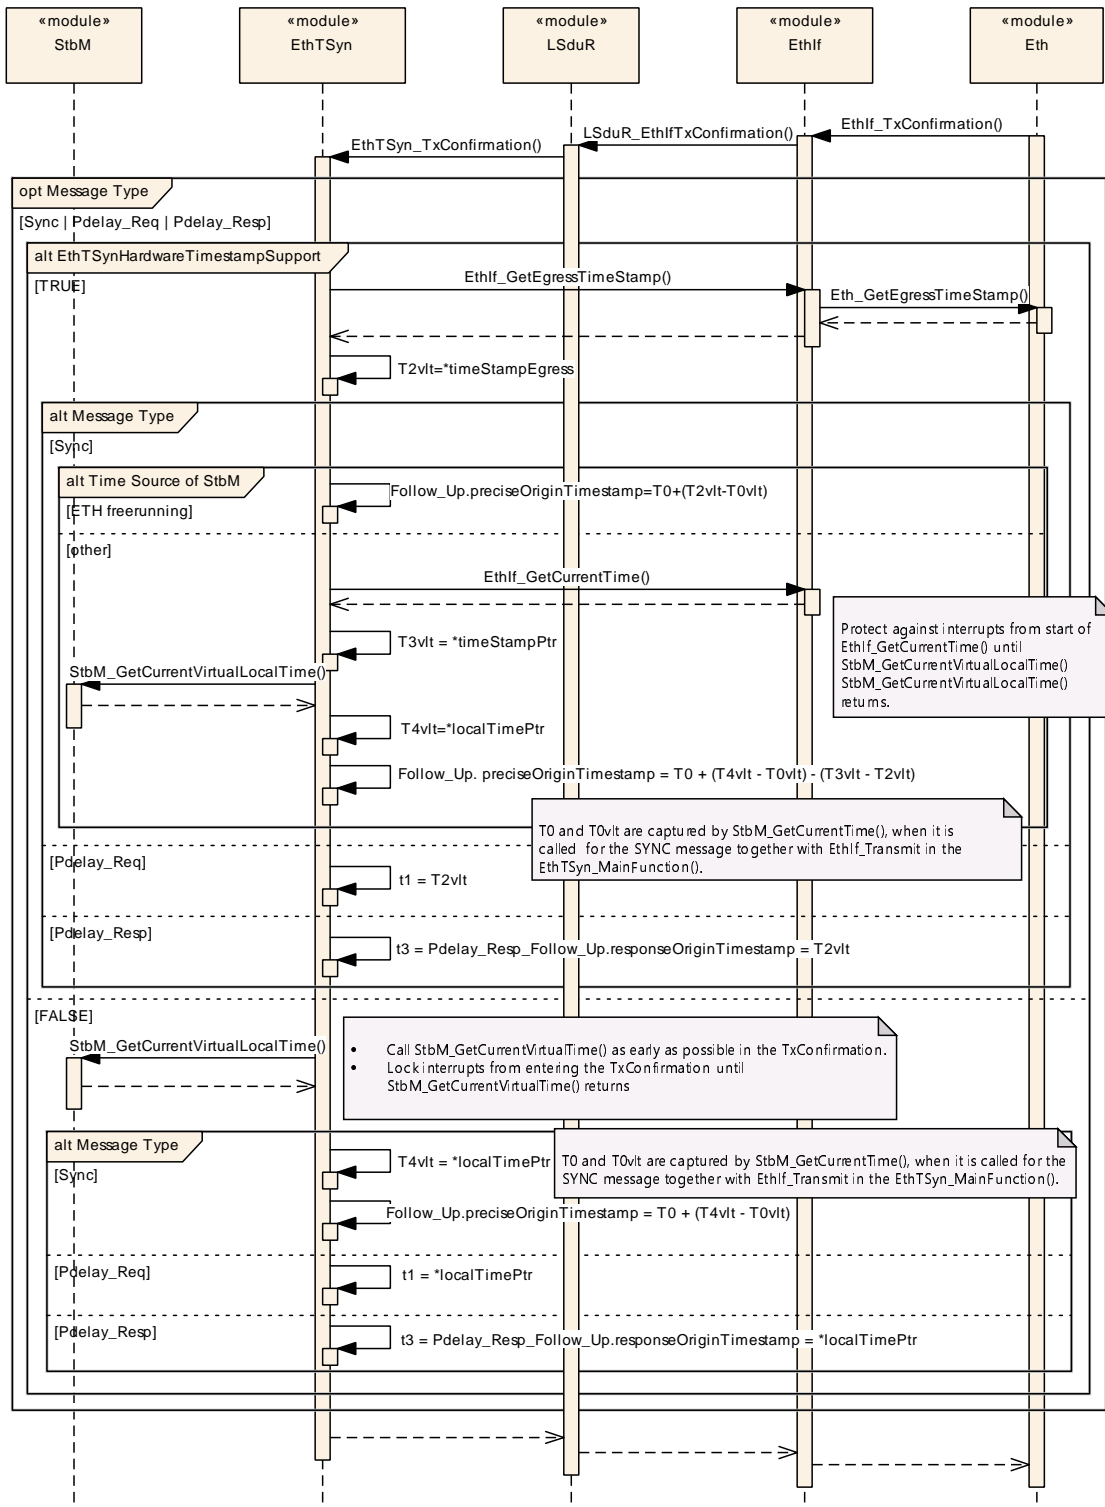 «module» «module» «module» «module» «module»
StbM EthTSyn LSduR EthIf Eth
EthIf_TxConfirmation()
LSduR_EthIfTxConfirmation()
EthTSyn_TxConfirmation()
opt Message Type
[Sync | Pdelay_Req | Pdelay_Resp]
alt EthTSynHardwareTimestampSupport
[TRUE]
EthIf_GetEgressTimeStamp()
Eth_GetEgressTimeStamp()
T2vlt=*timeStampEgress
alt Message Type
[Sync]
alt Time Source of StbM
Follow_Up.preciseOriginTimestamp=T0+(T2vlt-T0vlt)
[ETH freerunning]
[other]
EthIf_GetCurrentTime()
Protect against interrupts from start of
EthIf_GetCurrentTime() until
StbM_GetCurrentVirtualLocalTime()
StbM_GetCurrentVirtualLocalTime()
returns.
T3vlt = *timeStampPtr
StbM_GetCurrentVirtualLocalTime()
T4vlt=*localTimePtr
Follow_Up. preciseOriginTimestamp = T0 + (T4vlt - T0vlt) - (T3vlt - T2vlt)
T0 and T0vlt are captured by StbM_GetCurrentTime(), when it is
called for the SYNC message together with EthIf_Transmit in the
EthTSyn_MainFunction().
[Pdelay_Req]
t1 = T2vlt
[Pdelay_Resp]
t3 = Pdelay_Resp_Follow_Up.responseOriginTimestamp = T2vlt
[FALSE]
StbM_GetCurrentVirtualLocalTime()
• Call StbM_GetCurrentVirtualTime() as early as possible in the TxConfirmation.
• Lock interrupts from entering the TxConfirmation until
StbM_GetCurrentVirtualTime() returns
alt Message Type
[Sync]
T4vlt = *localTimePtr
T0 and T0vlt are captured by StbM_GetCurrentTime(), when it is called for the
SYNC message together with EthIf_Transmit in the EthTSyn_MainFunction().
Follow_Up.preciseOriginTimestamp = T0 + (T4vlt - T0vlt)
[Pdelay_Req]
t1 = *localTimePtr
[Pdelay_Resp]
t3 = Pdelay_Resp_Follow_Up.responseOriginTimestamp = *localTimePtr